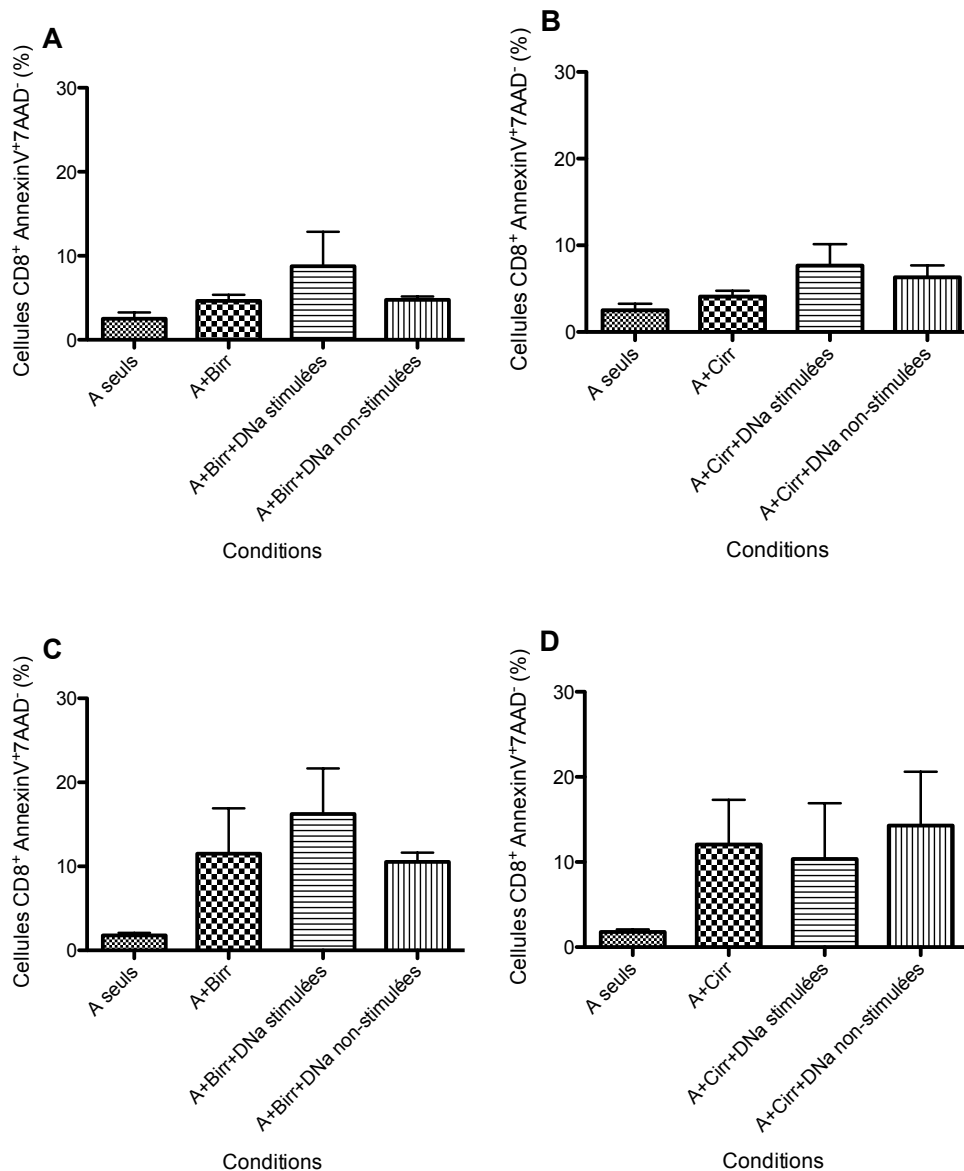 A
Cellules CD8⁺ AnnexinV⁺7AAD⁻ (%)
30
20
10
0
A seuls
A+Birr
A+Birr+DNa stimulées
A+Birr+DNa non-stimulées
Conditions
B
Cellules CD8⁺ AnnexinV⁺7AAD⁻ (%)
30
20
10
0
A seuls
A+Cirr
A+Cirr+DNa stimulées
A+Cirr+DNa non-stimulées
Conditions
C
Cellules CD8⁺ AnnexinV⁺7AAD⁻ (%)
30
20
10
0
A seuls
A+Birr
A+Birr+DNa stimulées
A+Birr+DNa non-stimulées
Conditions
D
Cellules CD8⁺ AnnexinV⁺7AAD⁻ (%)
30
20
10
0
A seuls
A+Cirr
A+Cirr+DNa stimulées
A+Cirr+DNa non-stimulées
Conditions